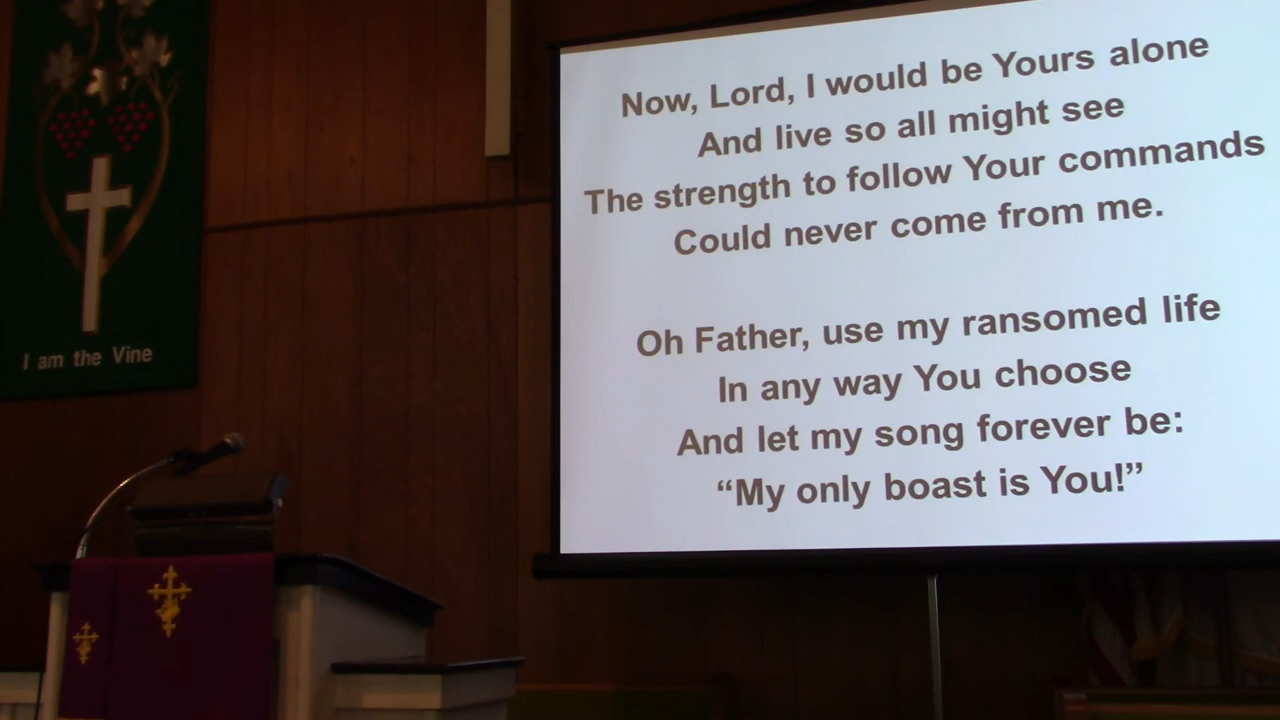 Now, Lord, I would be Yours alone
And live so all might see
The strength to follow Your commands
Could never come from me.
Oh Father, use my ransomed life
In any way You choose
And let my song forever be:
“My only boast is You!”
I am the Vine